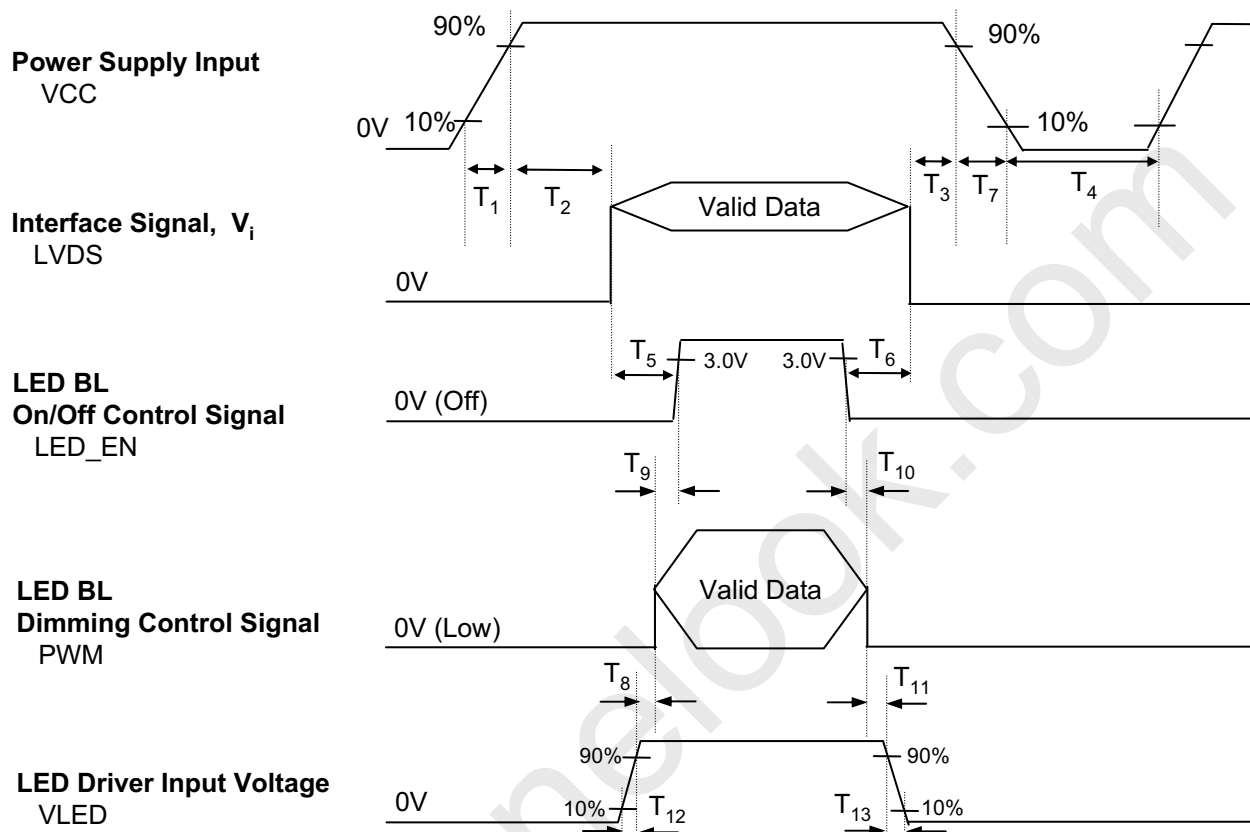 90%
90%
Power Supply Input
VCC
0V 10%
10%
T1
T2
T3
T7
T4
Interface Signal, Vi
LVDS
Valid Data
0V
T5
3.0V
3.0V
T6
LED BL
On/Off Control Signal
LED_EN
0V (Off)
T9
T10
LED BL
Dimming Control Signal
PWM
Valid Data
0V (Low)
T8
T11
90%
90%
LED Driver Input Voltage
VLED
0V
10%
T12
T13
10%
nelook.com